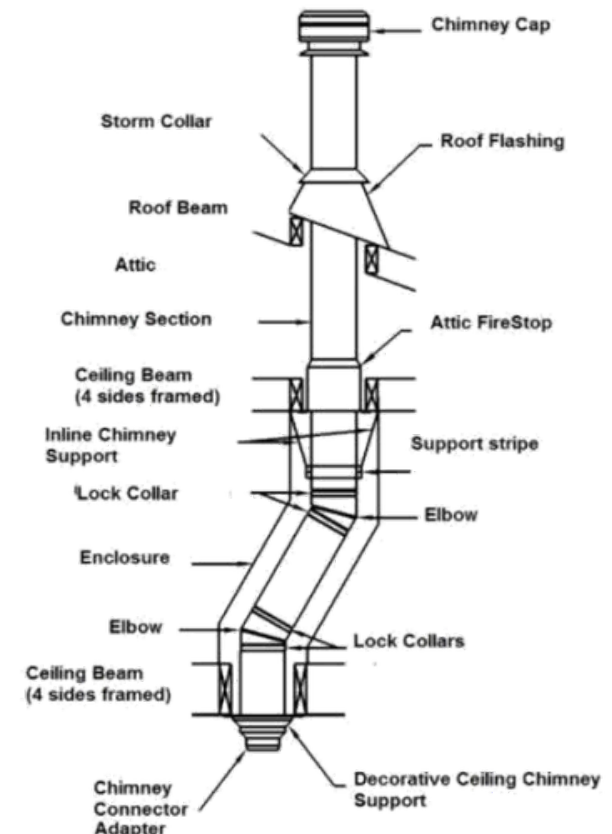 Chimney Cap
Storm Collar
Roof Flashing
Roof Beam
Attic
Chimney Section
Attic FireStop
Ceiling Beam
(4 sides framed)
Inline Chimney
Support
Support stripe
Lock Collar
Elbow
Enclosure
Elbow
Lock Collars
Ceiling Beam
(4 sides framed)
Decorative Ceiling Chimney
Support
Chimney
Connector
Adapter